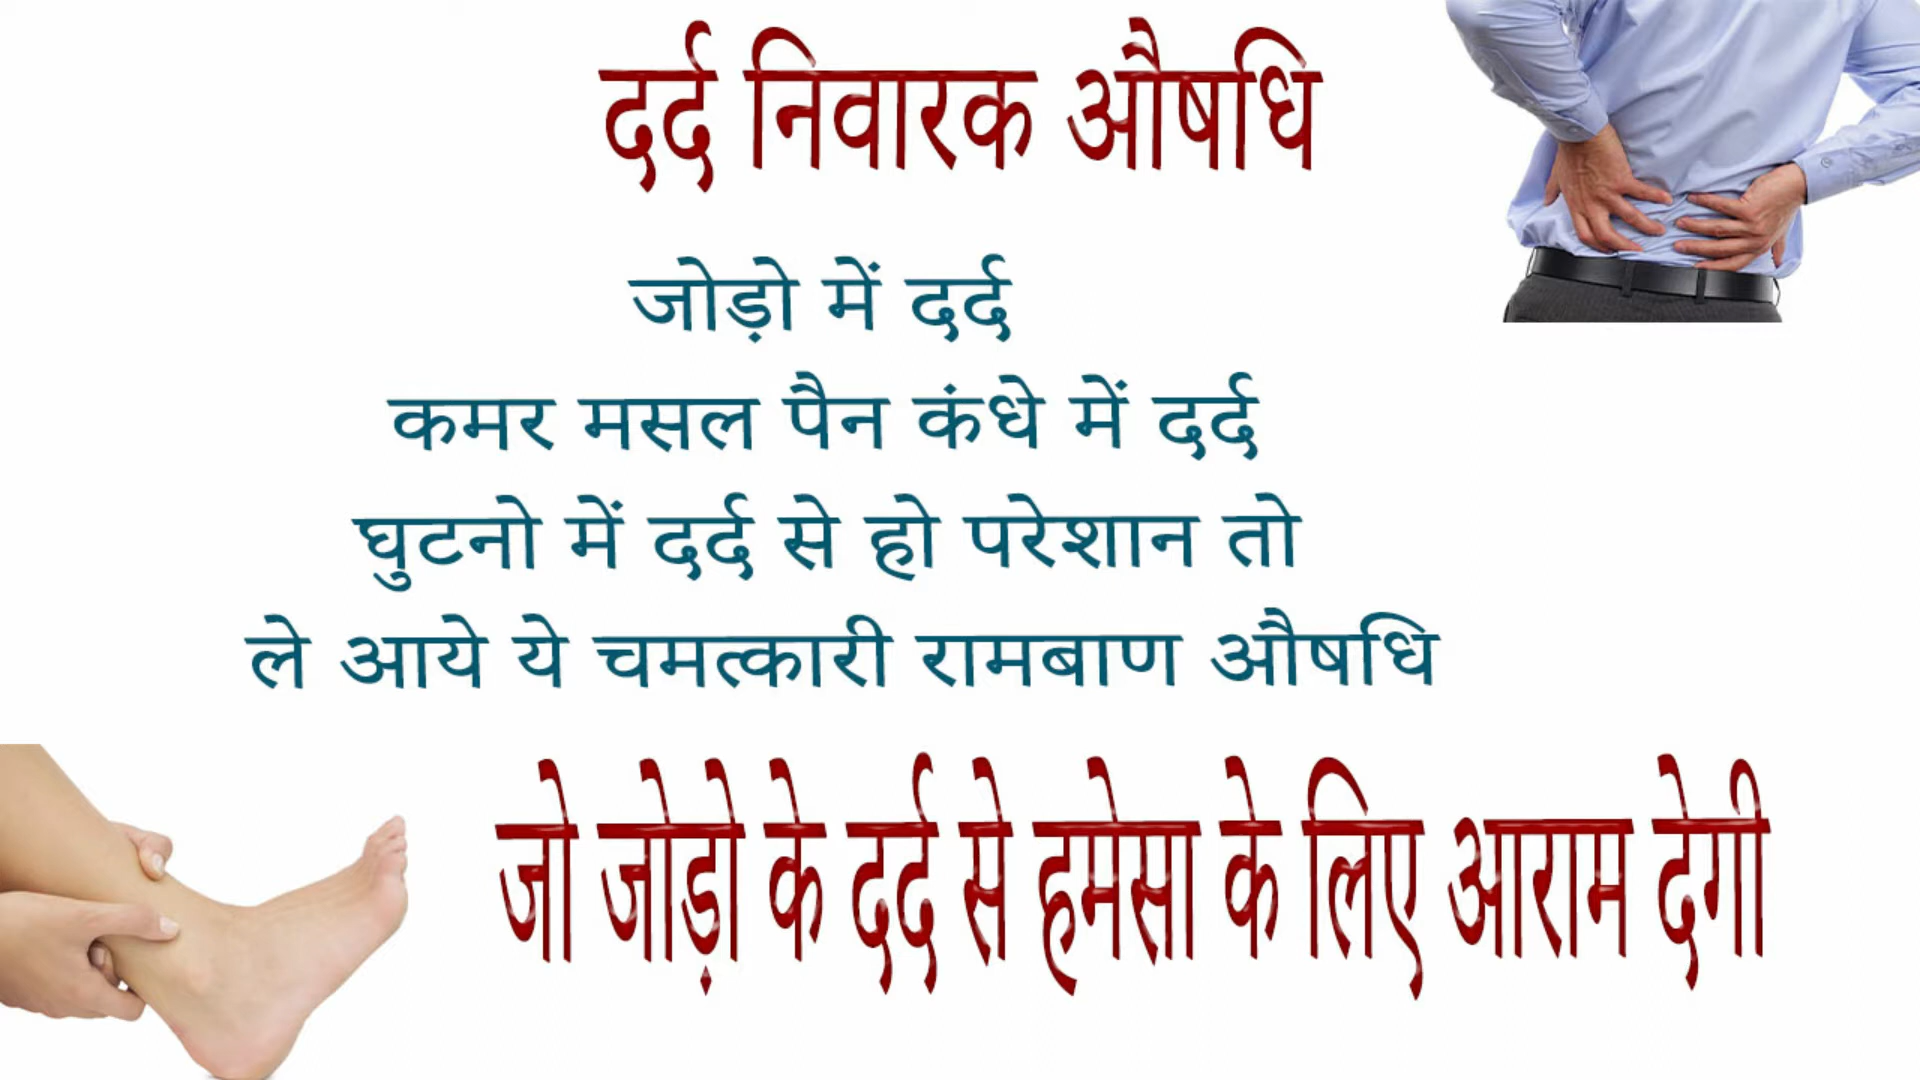 दर्द निवारक औषधि
जोड़ो में दर्द
कमर मसल पैन कंधे में दर्द
घुटनो में दर्द से हो परेशान तो
ले आये ये चमत्कारी रामबाण औषधि
जो जोड़ो के दर्द से हमेसा के लिए आराम देगी